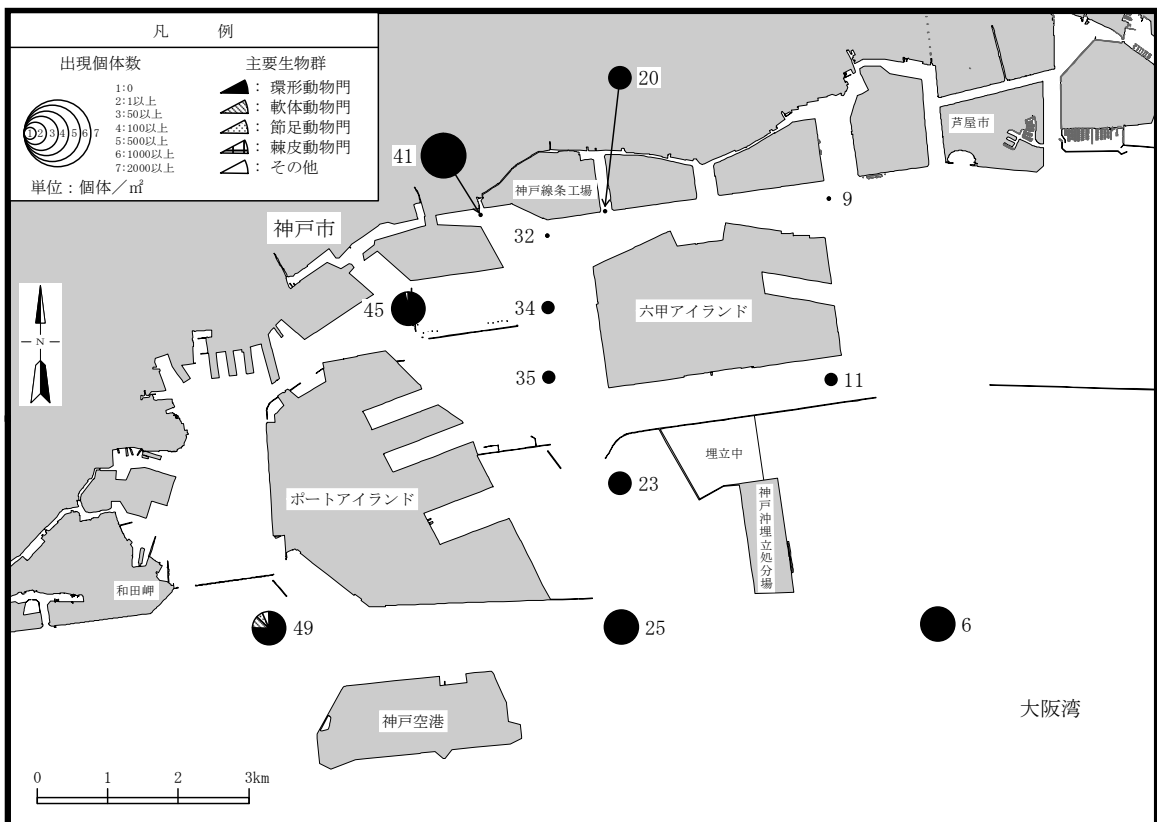 凡 例
出現個体数
1 2 3 4 5 6 7
1:0
2:1以上
3:50以上
4:100以上
5:500以上
6:1000以上
7:2000以上
単位：個体／㎡
主要生物群
：環形動物門
：軟体動物門
：節足動物門
：棘皮動物門
：その他
20
41
芦屋市
神戸線条工場
9
神戸市
32
45
34
六甲アイランド
N
35
11
埋立中
23
ポートアイランド
神戸沖埋立処分場
和田岬
49
25
6
神戸空港
大阪湾
0 1 2 3km